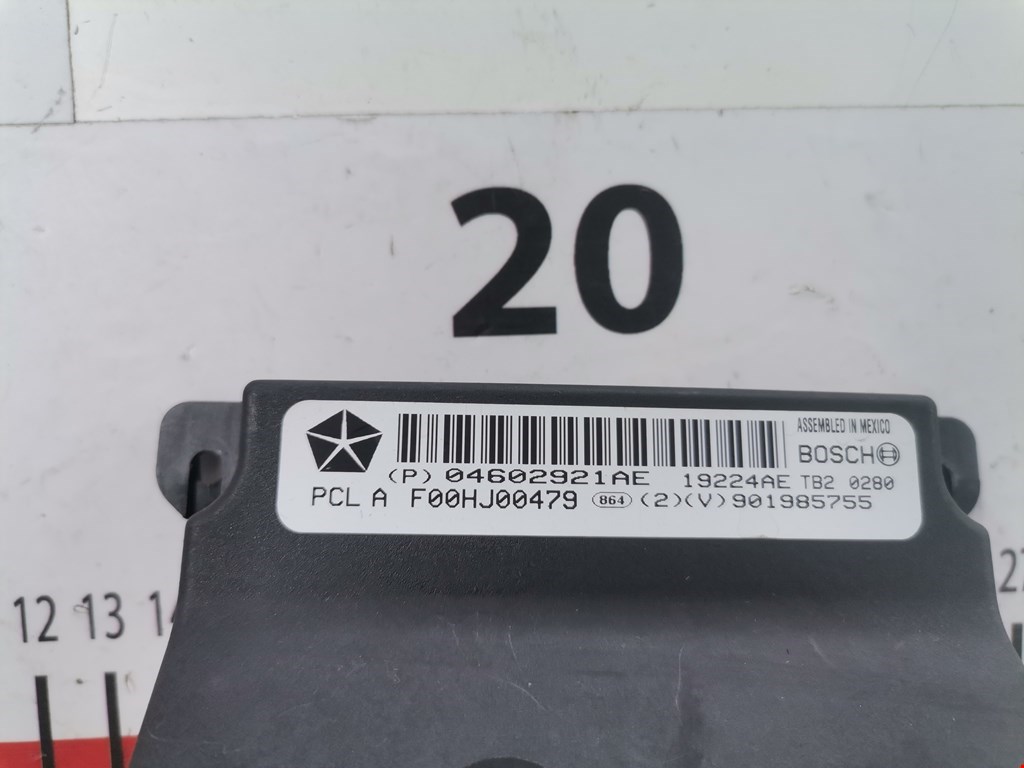 20
ASSEMBLED IN MEXICO
BOSCH
(P) 04602921AE 19224AE TB2 0280
PCL A F00HJ00479 864 (2)(V)901985755
12 13